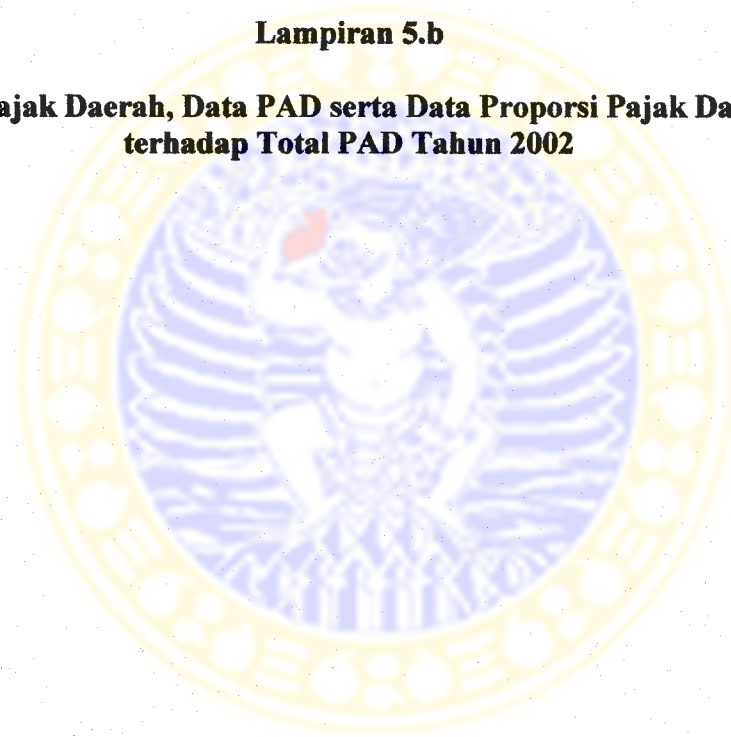 Lampiran 5.b
ajak Daerah, Data PAD serta Data Proporsi Pajak Da
terhadap Total PAD Tahun 2002